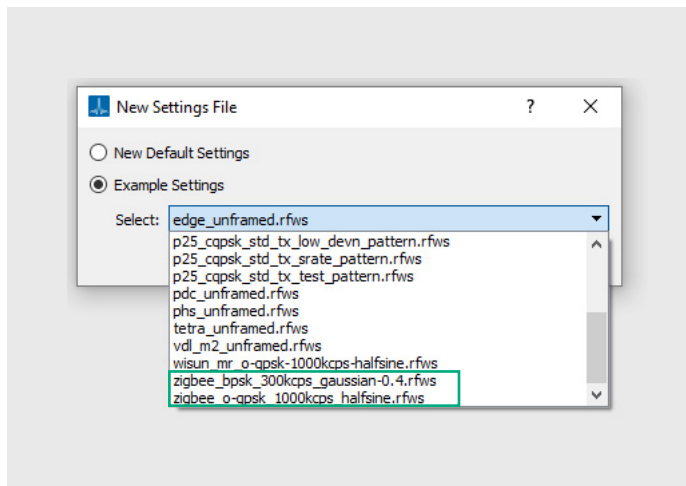 New Settings File
?
New Default Settings
Example Settings
Select: edge_unframed.rfws
p25_cqpsk_std_tx_low_devn_pattern.rfws
p25_cqpsk_std_tx_srate_pattern.rfws
p25_cqpsk_std_tx_test_pattern.rfws
pdc_unframed.rfws
phs_unframed.rfws
tetra_unframed.rfws
vdl_m2_unframed.rfws
wisun_mr_o-qpsk-1000kcps-halfsine.rfws
zigbee_bpsk_300kcps_gaussian-0.4.rfws
zigbee_o-qpsk_1000kcps_halfsine.rfws